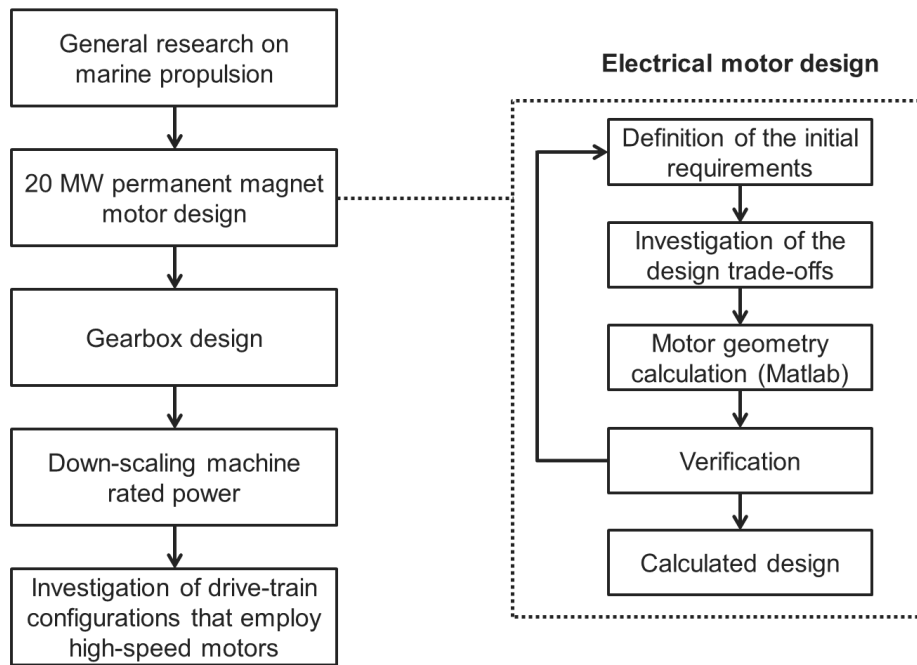 General research on
marine propulsion
20 MW permanent magnet
motor design
Gearbox design
Down-scaling machine
rated power
Investigation of drive-train
configurations that employ
high-speed motors
Electrical motor design
Definition of the initial
requirements
Investigation of the
design trade-offs
Motor geometry
calculation (Matlab)
Verification
Calculated design